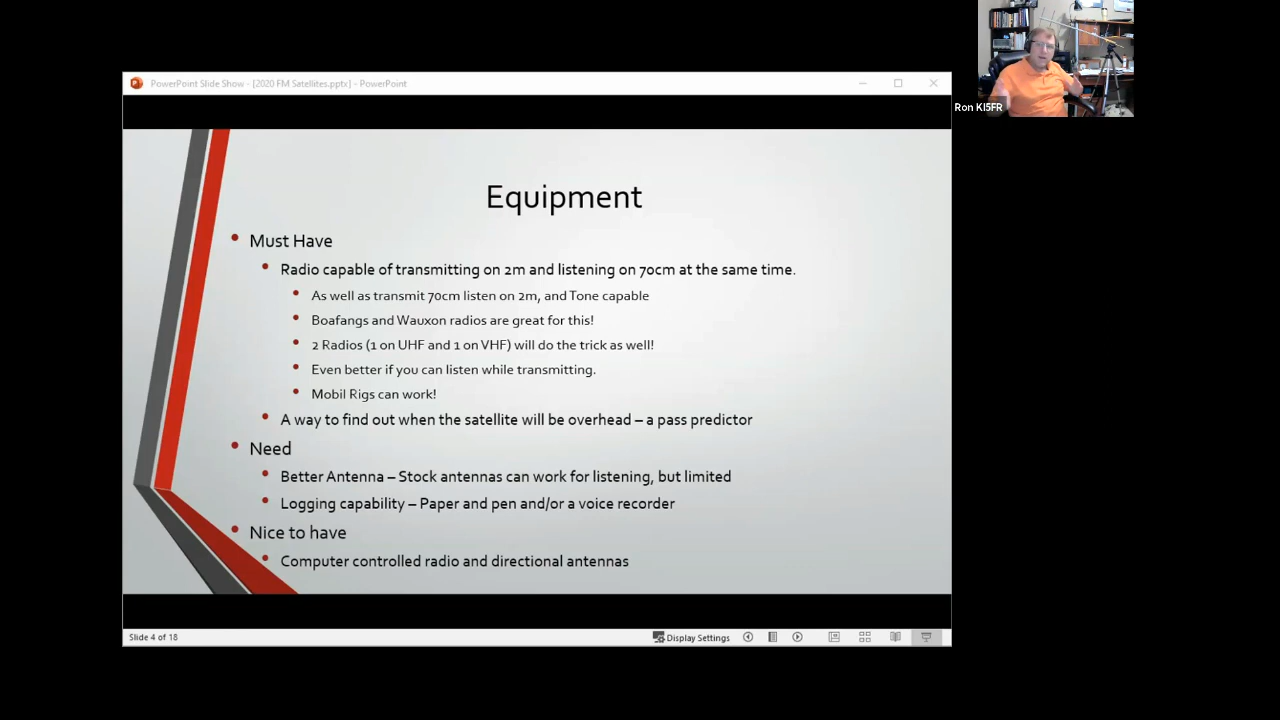 PowerPoint Slide Show - [2020 FM Satellites.pptx] - PowerPoint
Ron KI5FR
Equipment
Must Have
Radio capable of transmitting on 2m and listening on 70cm at the same time.
As well as transmit 70cm listen on 2m, and Tone capable
Boafangs and Wauxon radios are great for this!
2 Radios (1 on UHF and 1 on VHF) will do the trick as well!
Even better if you can listen while transmitting.
Mobil Rigs can work!
A way to find out when the satellite will be overhead – a pass predictor
Need
Better Antenna – Stock antennas can work for listening, but limited
Logging capability – Paper and pen and/or a voice recorder
Nice to have
Computer controlled radio and directional antennas
Slide 4 of 18
Display Settings